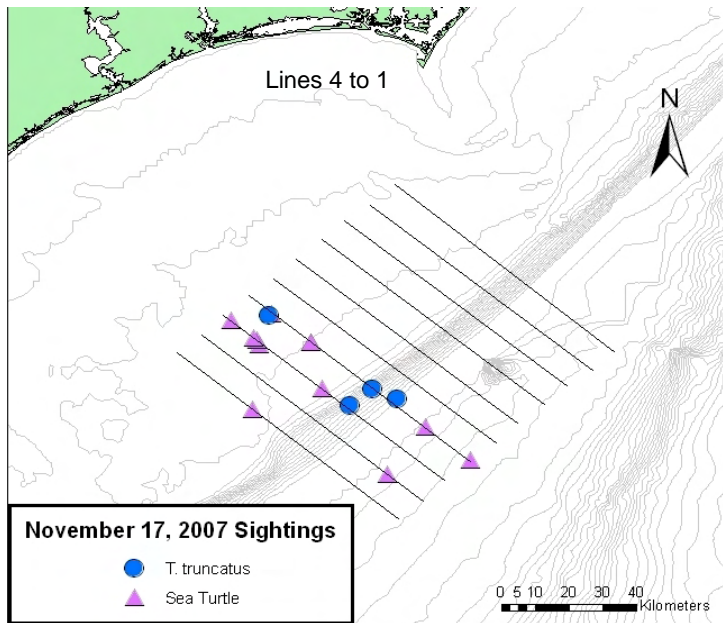 Lines 4 to 1
N
November 17, 2007 Sightings
T. truncatus
Sea Turtle
0 5 10 20 30 40
Kilometers